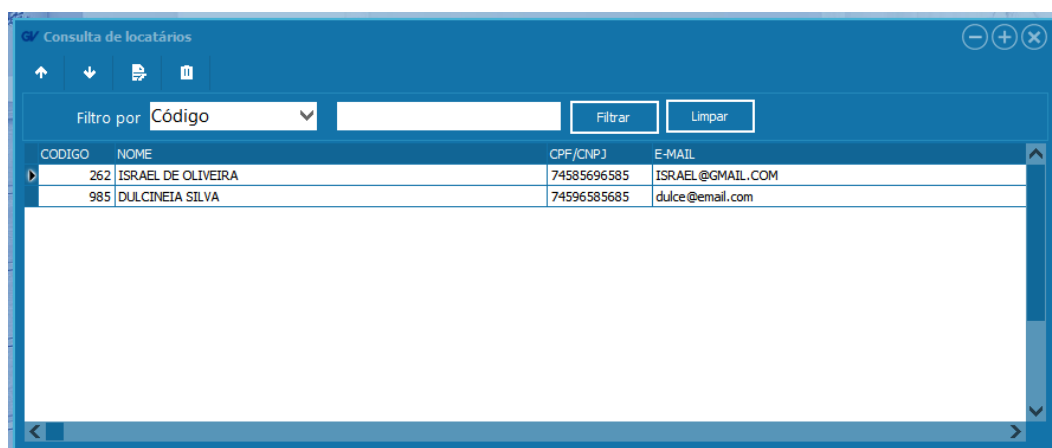 GV Consulta de locatários
Filtro por Código Filtrar Limpar
CODIGO NOME CPF/CNPJ E-MAIL
262 ISRAEL DE OLIVEIRA 74585696585 ISRAEL@GMAIL.COM
985 DULCINEIA SILVA 74596585685 dulce@email.com